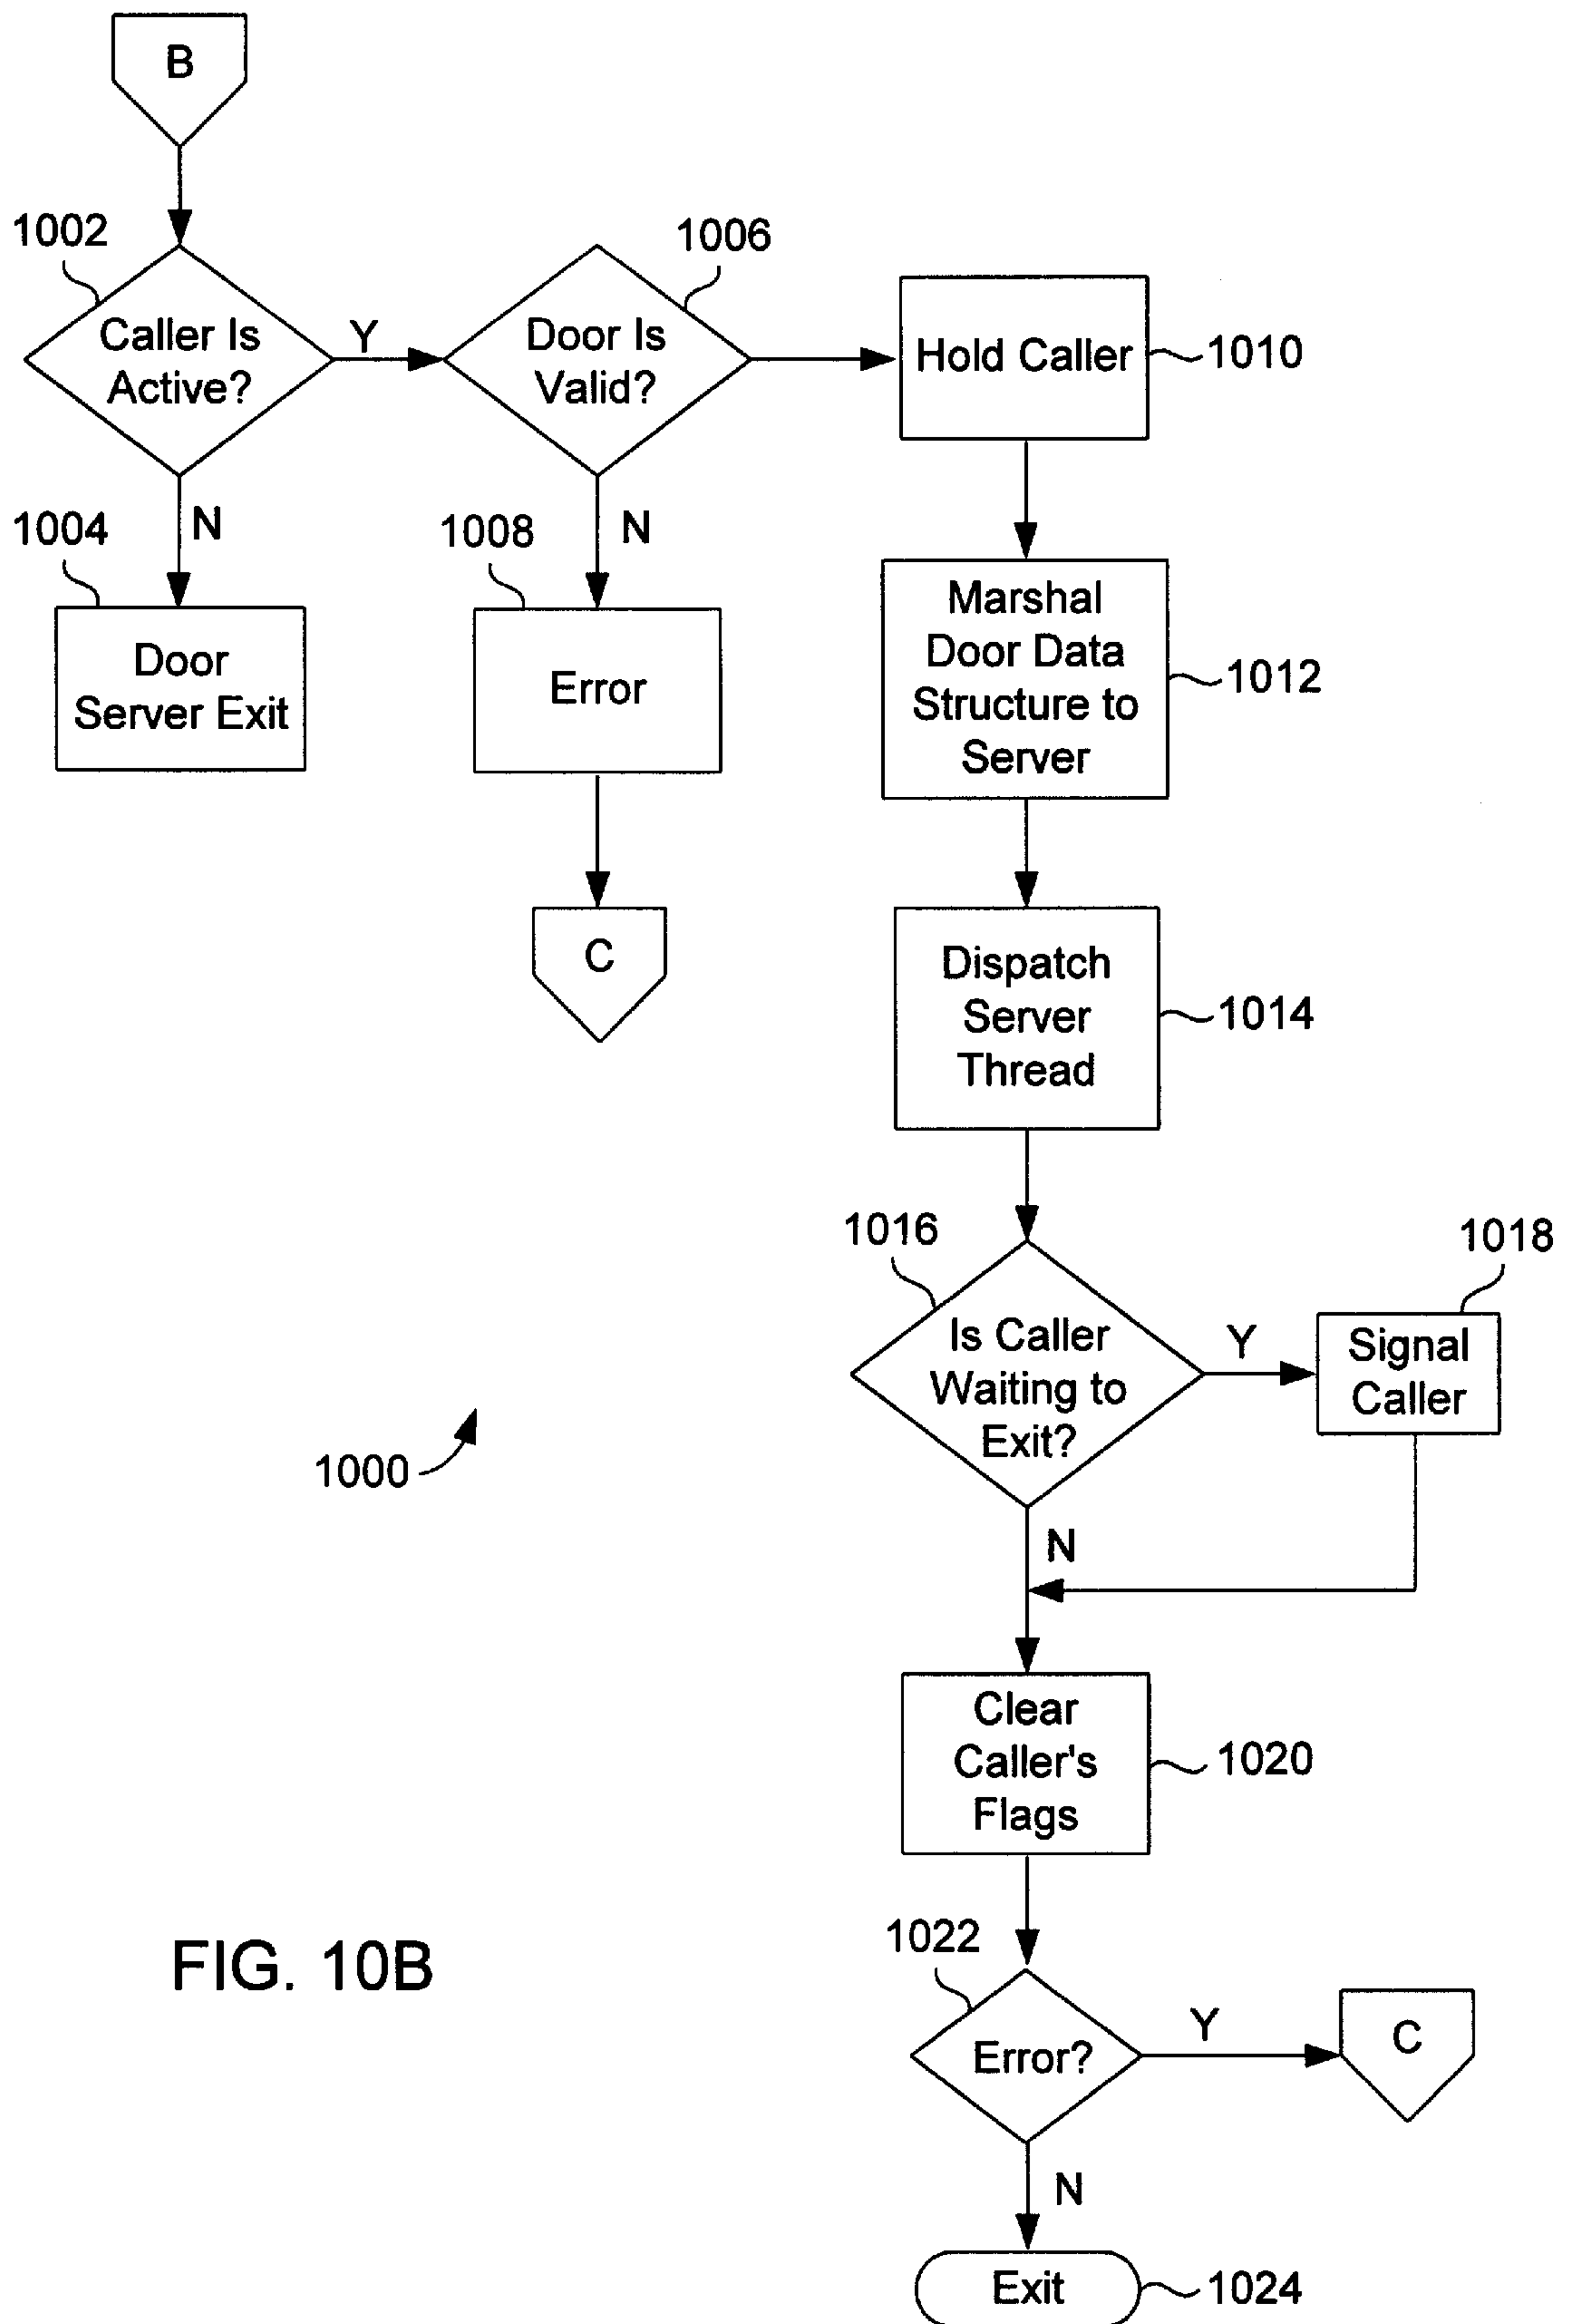 B
1002
1006
Caller Is
Active?
Y
Door Is
Valid?
Hold Caller
1010
1004
N
1008
N
Door
Server Exit
Error
Marshal
Door Data
Structure to
Server
1012
C
Dispatch
Server
Thread
1014
1016
1018
Is Caller
Waiting to
Exit?
Y
Signal
Caller
1000
N
Clear
Caller's
Flags
1020
FIG. 10B
1022
Error?
Y
C
N
Exit
1024